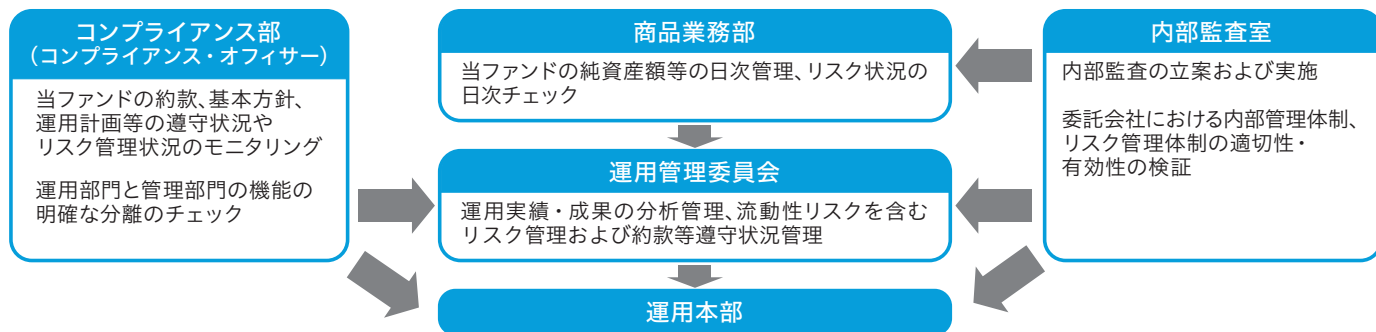 コンプライアンス部
（コンプライアンス・オフィサー）
当ファンドの約款、基本方針、
運用計画等の遵守状況や
リスク管理状況のモニタリング
運用部門と管理部門の機能の
明確な分離のチェック
商品業務部
当ファンドの純資産額等の日次管理、リスク状況の
日次チェック
運用管理委員会
運用実績・成果の分析管理、流動性リスクを含む
リスク管理および約款等遵守状況管理
運用本部
内部監査室
内部監査の立案および実施
委託会社における内部管理体制、
リスク管理体制の適切性・
有効性の検証